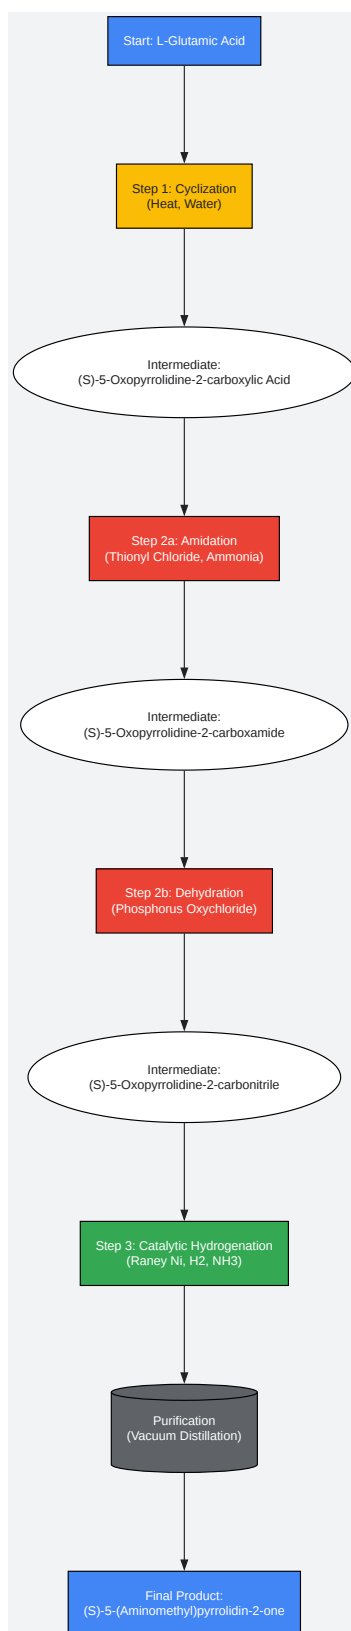 Start: L-Glutamic Acid
Step 1: Cyclization
(Heat, Water)
Intermediate:
(S)-5-Oxopyrrolidine-2-carboxylic Acid
Step 2a: Amidation
(Thionyl Chloride, Ammonia)
Intermediate:
(S)-5-Oxopyrrolidine-2-carboxamide
Step 2b: Dehydration
(Phosphorus Oxychloride)
Intermediate:
(S)-5-Oxopyrrolidine-2-carbonitrile
Step 3: Catalytic Hydrogenation
(Raney Ni, H2, NH3)
Purification
(Vacuum Distillation)
Final Product:
(S)-5-(Aminomethyl)pyrrolidin-2-one